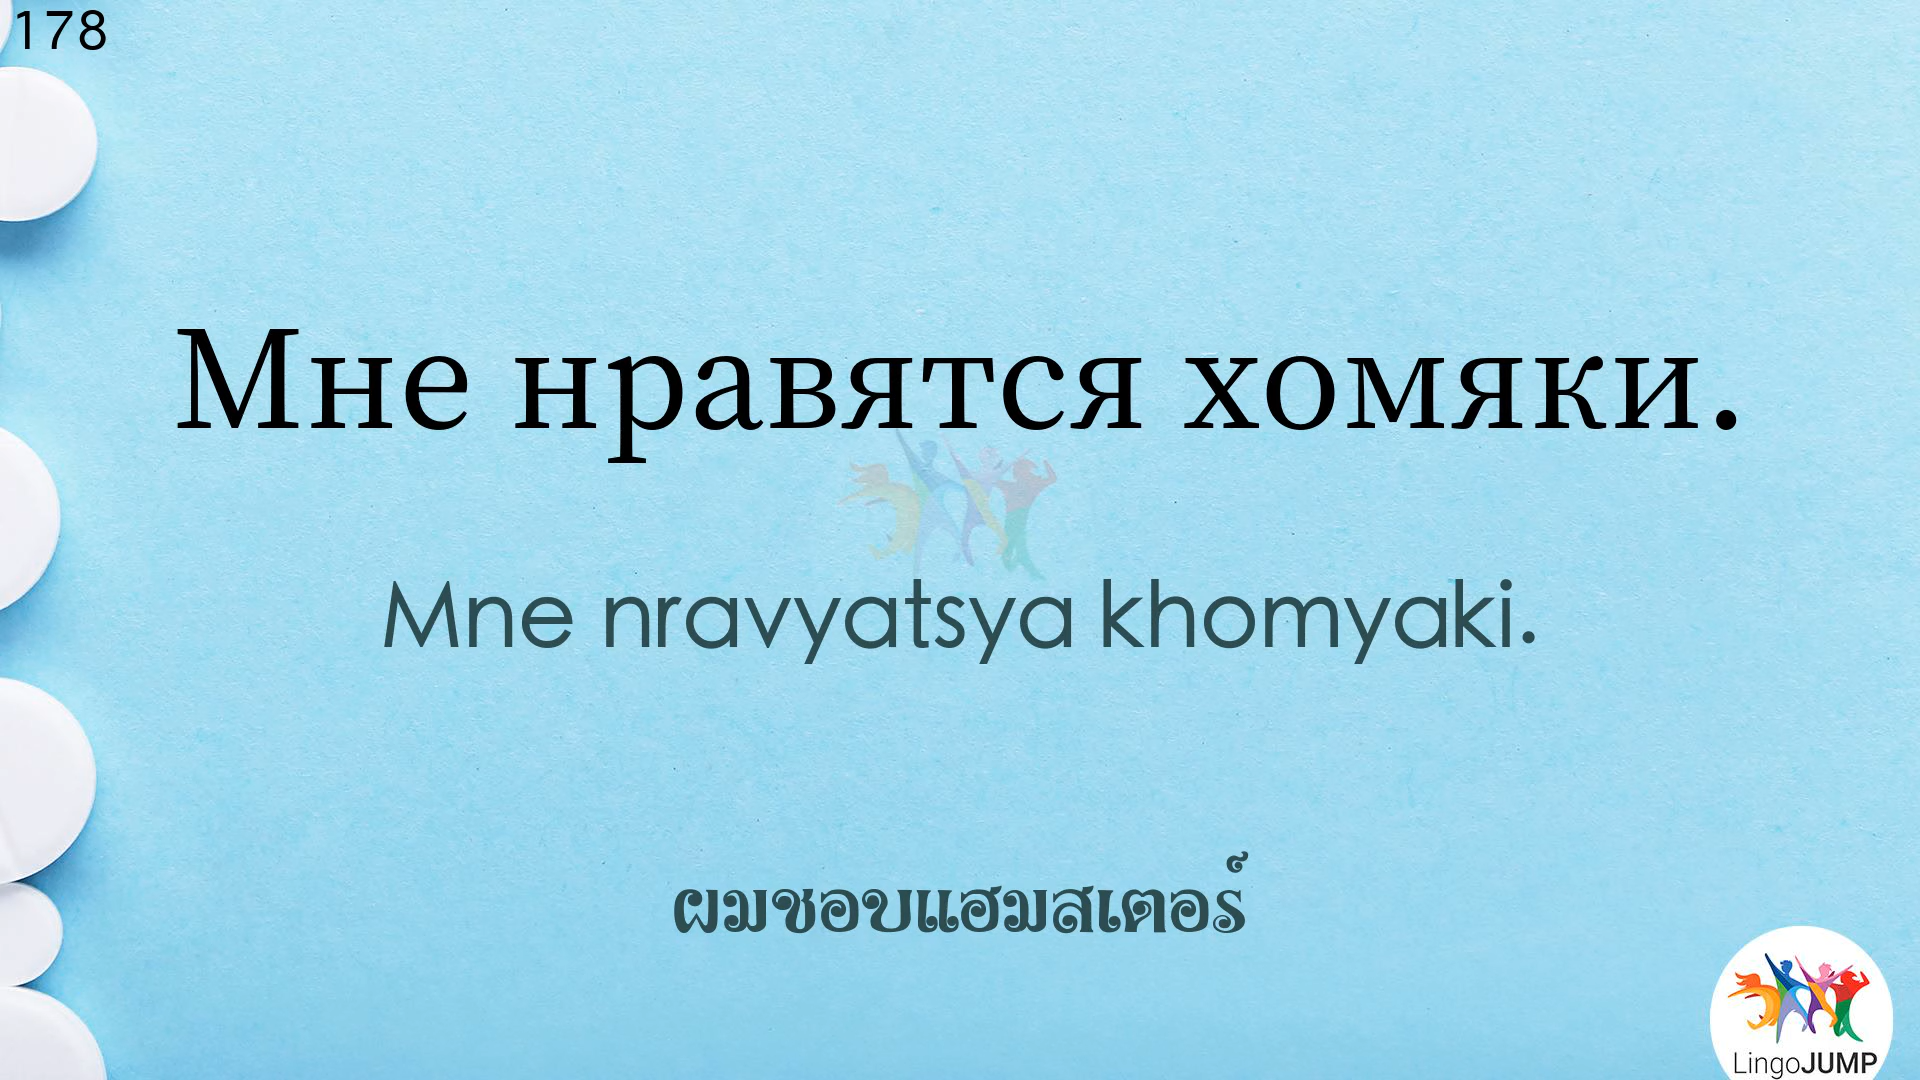 178
Мне нравятся хомяки.
Mne nravyatsya khomyaki.
ผมชอบแฮมสเตอร์
LingoJUMP